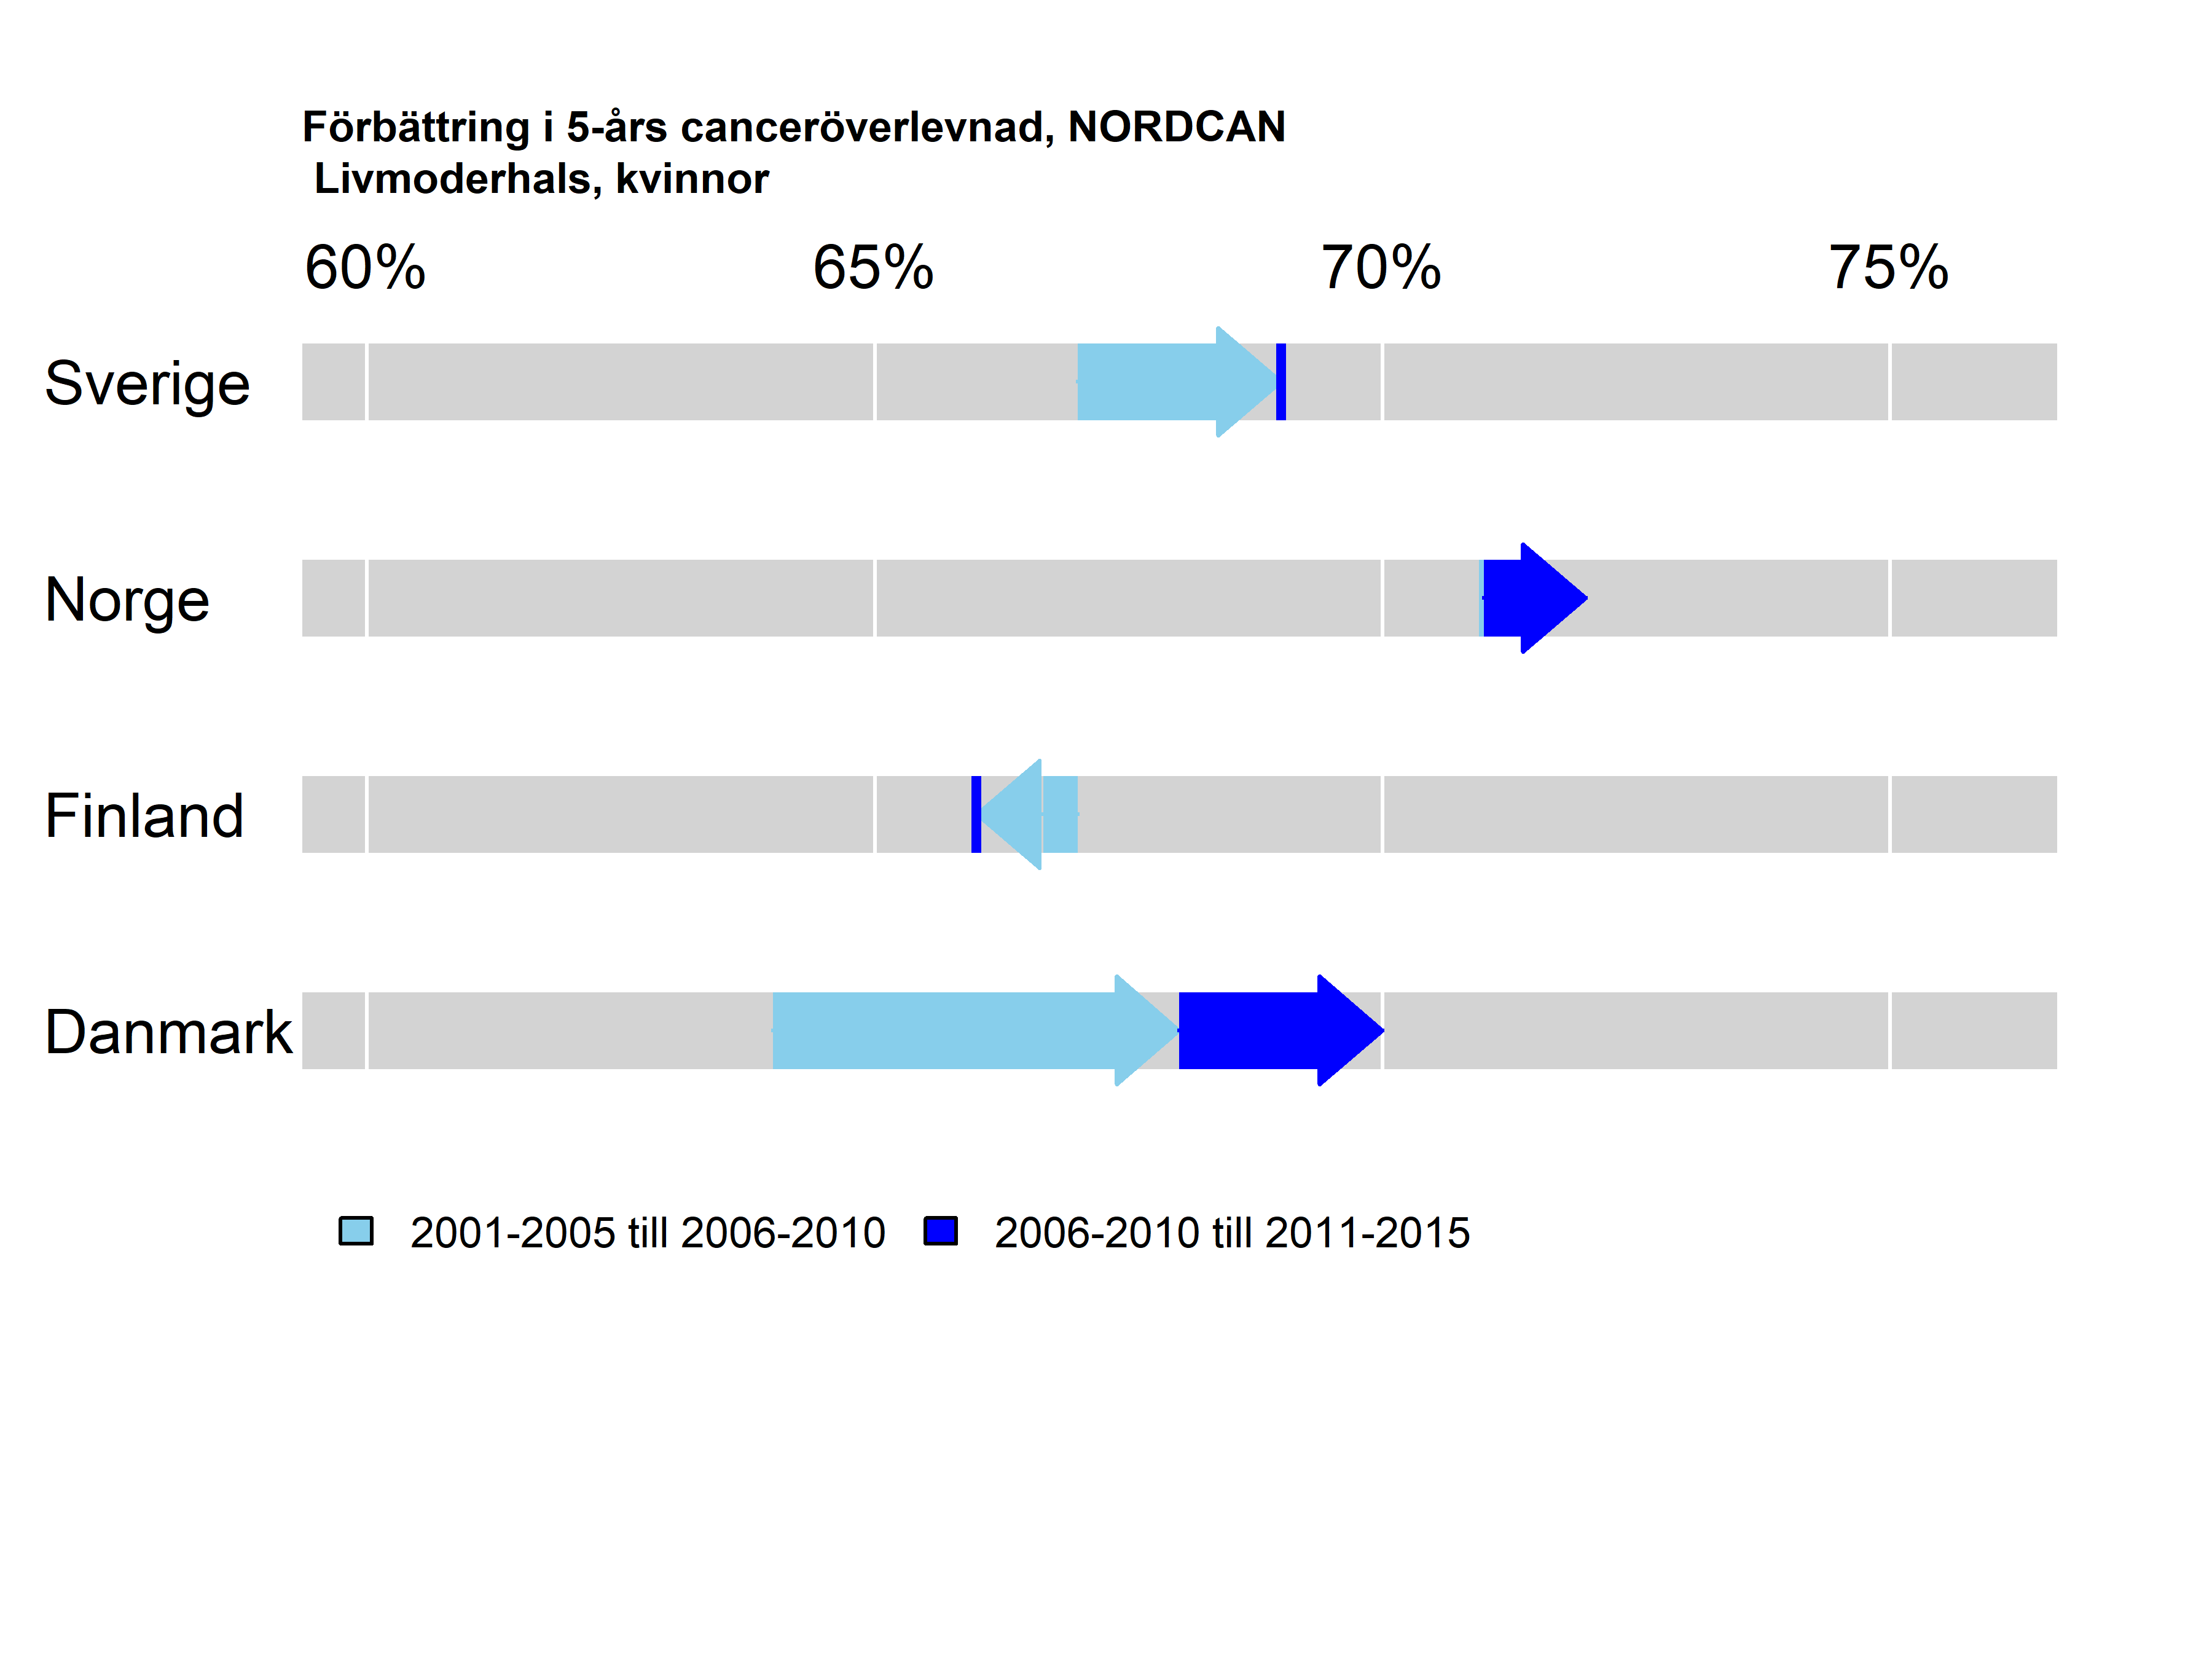 Förbättring i 5-års canceröverlevnad, NORDCAN
Livmoderhals, kvinnor
60% 65% 70% 75%
Sverige
Norge
Finland
Danmark
2001-2005 till 2006-2010 2006-2010 till 2011-2015